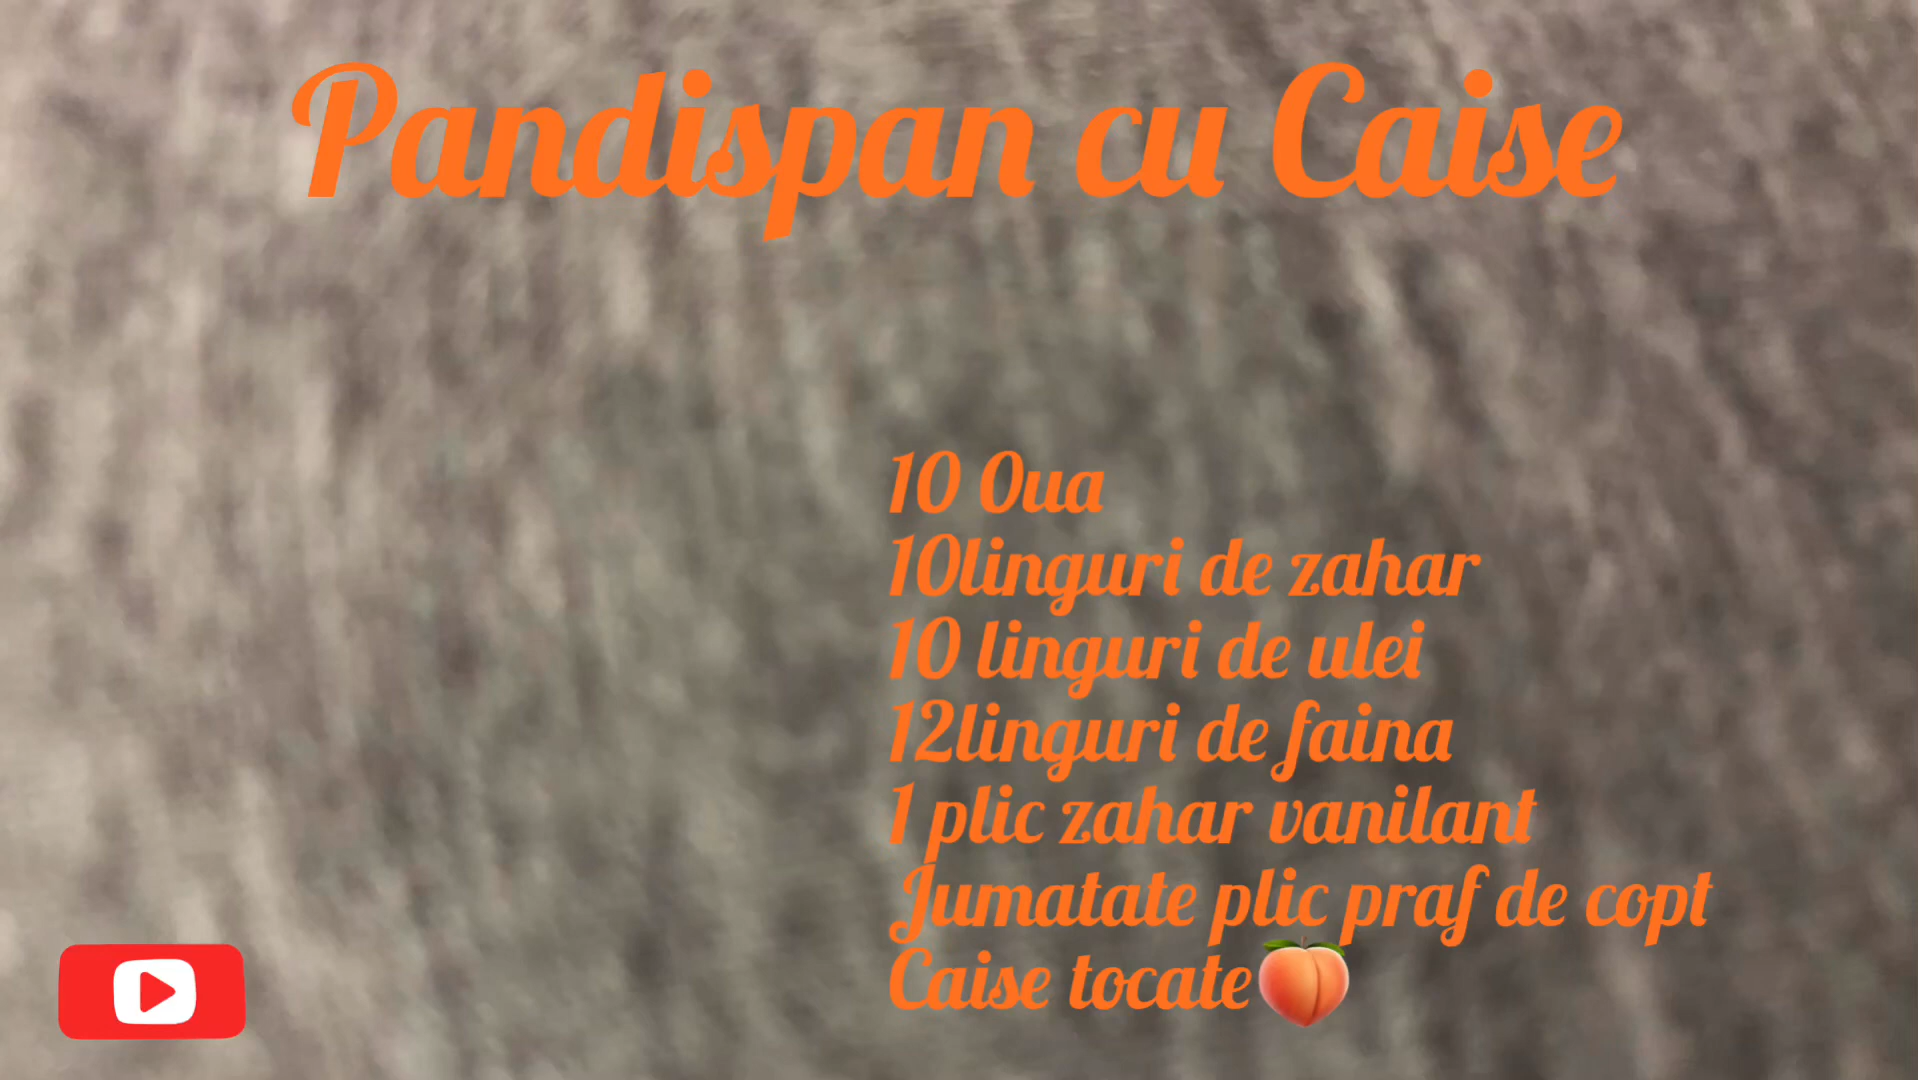 Pandispan cu Caise
10 Oua
10linguri de zahar
10 linguri de ulei
12linguri de faina
1 plic zahar vanilant
Jumatate plic praf de copt
Caise tocate🍑